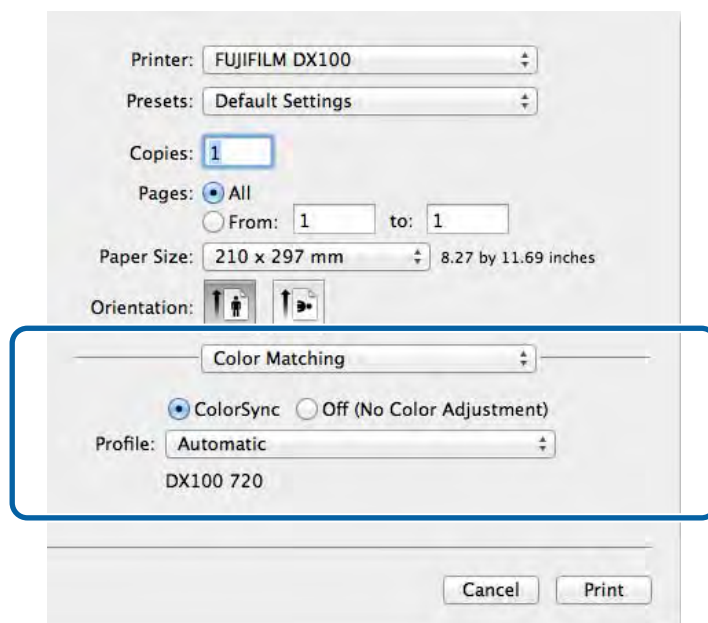 Printer: FUJIFILM DX100
Presets: Default Settings
Copies: 1
Pages: All
From: 1 to: 1
Paper Size: 210 x 297 mm 8.27 by 11.69 inches
Orientation:
Color Matching
ColorSync Off (No Color Adjustment)
Profile: Automatic
DX100 720
Cancel Print